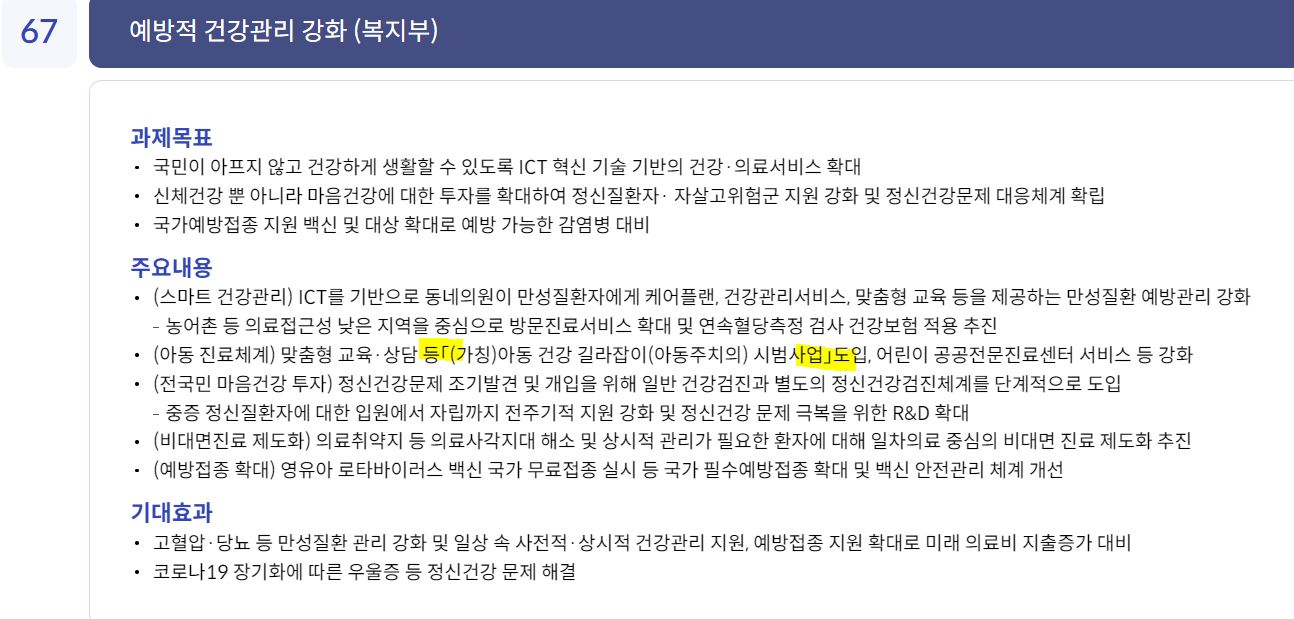 67
예방적 건강관리 강화 (복지부)
과제목표
• 국민이 아프지 않고 건강하게 생활할 수 있도록 ICT 혁신 기술 기반의 건강·의료서비스 확대
• 신체건강 뿐 아니라 마음건강에 대한 투자를 확대하여 정신질환자· 자살고위험군 지원 강화 및 정신건강문제 대응체계 확립
• 국가예방접종 지원 백신 및 대상 확대로 예방 가능한 감염병 대비
주요내용
• (스마트 건강관리) ICT를 기반으로 동네의원이 만성질환자에게 케어플랜, 건강관리서비스, 맞춤형 교육 등을 제공하는 만성질환 예방관리 강화
- 농어촌 등 의료접근성 낮은 지역을 중심으로 방문진료서비스 확대 및 연속혈당측정 검사 건강보험 적용 추진
• (아동 진료체계) 맞춤형 교육·상담 등「(가칭)아동 건강 길라잡이(아동주치의) 시범사업」도입, 어린이 공공전문진료센터 서비스 등 강화
• (전국민 마음건강 투자) 정신건강문제 조기발견 및 개입을 위해 일반 건강검진과 별도의 정신건강검진체계를 단계적으로 도입
- 중증 정신질환자에 대한 입원에서 자립까지 전주기적 지원 강화 및 정신건강 문제 극복을 위한 R&D 확대
• (비대면진료 제도화) 의료취약지 등 의료사각지대 해소 및 상시적 관리가 필요한 환자에 대해 일차의료 중심의 비대면 진료 제도화 추진
• (예방접종 확대) 영유아 로타바이러스 백신 국가 무료접종 실시 등 국가 필수예방접종 확대 및 백신 안전관리 체계 개선
기대효과
• 고혈압·당뇨 등 만성질환 관리 강화 및 일상 속 사전적·상시적 건강관리 지원, 예방접종 지원 확대로 미래 의료비 지출증가 대비
• 코로나19 장기화에 따른 우울증 등 정신건강 문제 해결